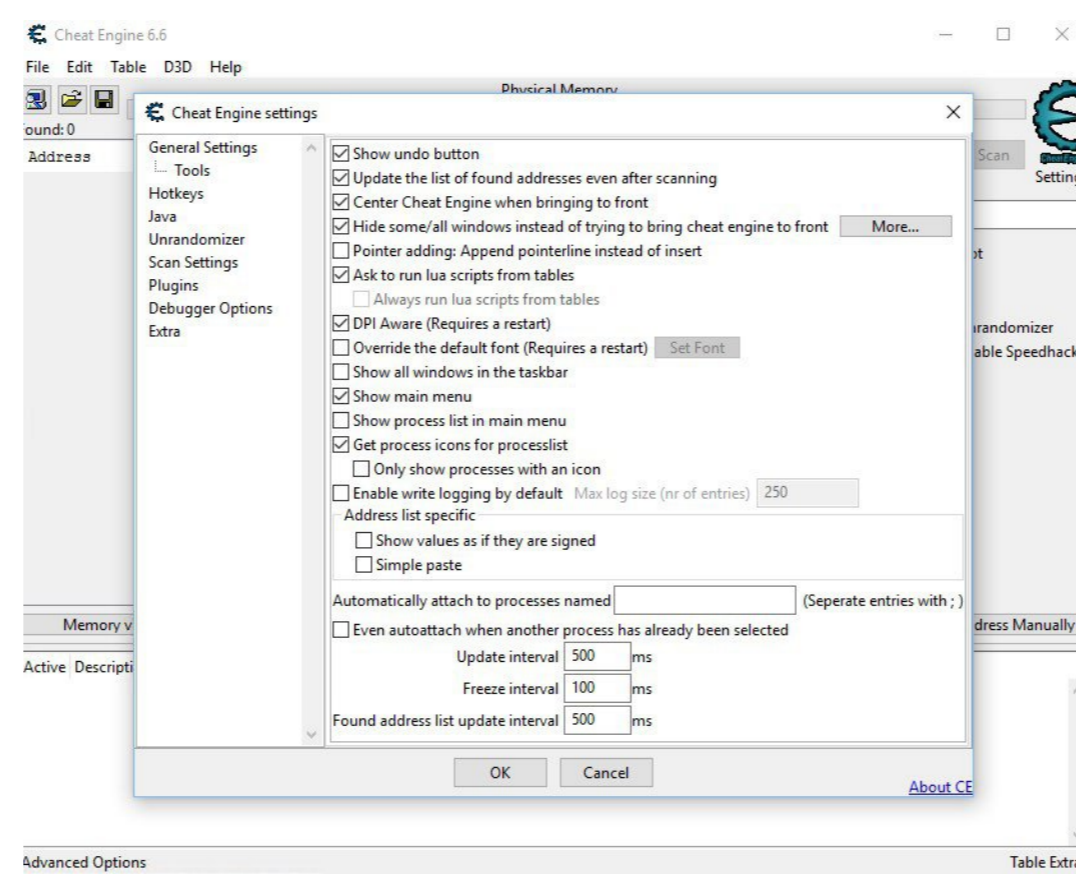 Cheat Engine 6.6
File Edit Table D3D Help
Physical Memory
ound: 0
Address
Scan
Cheat Engine settings
General Settings
Tools
Hotkeys
Java
Unrandomizer
Scan Settings
Plugins
Debugger Options
Extra
Show undo button
Update the list of found addresses even after scanning
Center Cheat Engine when bringing to front
Hide some/all windows instead of trying to bring cheat engine to front More...
Pointer adding: Append pointerline instead of insert
Ask to run lua scripts from tables
Always run lua scripts from tables
DPI Aware (Requires a restart)
Override the default font (Requires a restart) Set Font
Show all windows in the taskbar
Show main menu
Show process list in main menu
Get process icons for processlist
Only show processes with an icon
Enable write logging by default Max log size (nr of entries) 250
Address list specific
Show values as if they are signed
Simple paste
Automatically attach to processes named (Seperate entries with ; )
Even autoattach when another process has already been selected
Update interval 500 ms
Freeze interval 100 ms
Found address list update interval 500 ms
OK Cancel
About CE
Setting
pt
nrandomizer
able Speedhack
Memory v
dress Manually
Active Descripti
Advanced Options
Table Extra